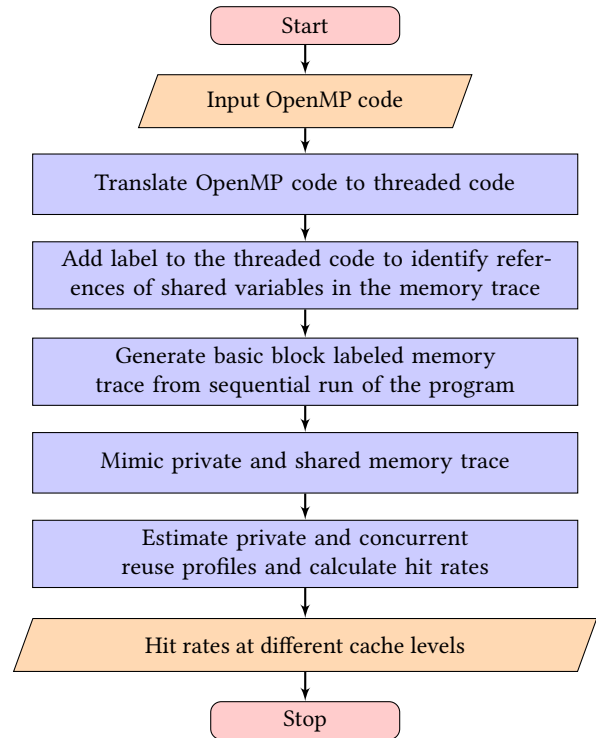 Start
Input OpenMP code
Translate OpenMP code to threaded code
Add label to the threaded code to identify refer-
ences of shared variables in the memory trace
Generate basic block labeled memory
trace from sequential run of the program
Mimic private and shared memory trace
Estimate private and concurrent
reuse profiles and calculate hit rates
Hit rates at different cache levels
Stop